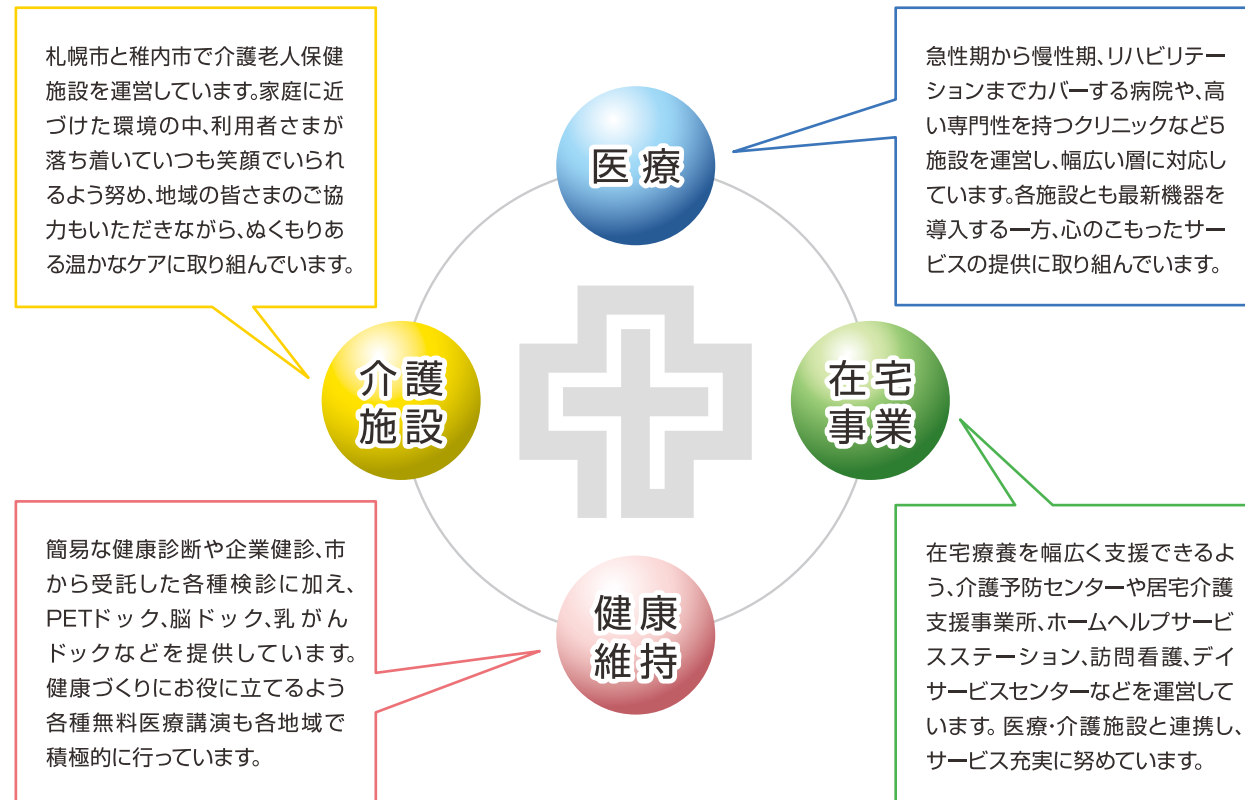 札幌市と稚内市で介護老人保健
施設を運営しています。家庭に近
づけた環境の中、利用者さまが
落ち着いていつも笑顔でいられ
るよう努め、地域の皆さまのご協
力もいただきながら、ぬくもりあ
る温かなケアに取り組んでいます。
医療
急性期から慢性期、リハビリテー
ションまでカバーする病院や、高
い専門性を持つクリニックなど5
施設を運営し、幅広い層に対応し
ています。各施設とも最新機器を
導入する一方、心のこもったサー
ビスの提供に取り組んでいます。
介護
施設
在宅
事業
健康
維持
簡易な健康診断や企業健診、市
から受託した各種検診に加え、
PETドック、脳ドック、乳がん
ドックなどを提供しています。
健康づくりにお役に立てるよう
各種無料医療講演も各地域で
積極的に行っています。
在宅療養を幅広く支援できるよ
う、介護予防センターや居宅介護
支援事業所、ホームヘルプサービ
スステーション、訪問看護、デイ
サービスセンターなどを運営して
います。医療・介護施設と連携し、
サービス充実に努めています。